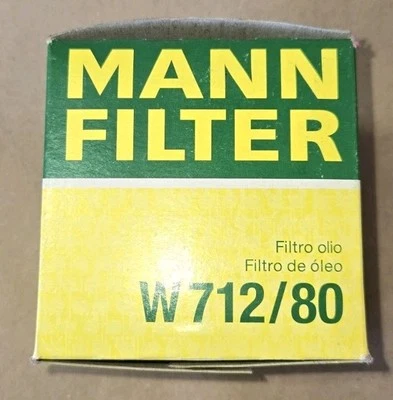 MANN
FILTER
Filtro olio
Filtro de óleo
W 712/80